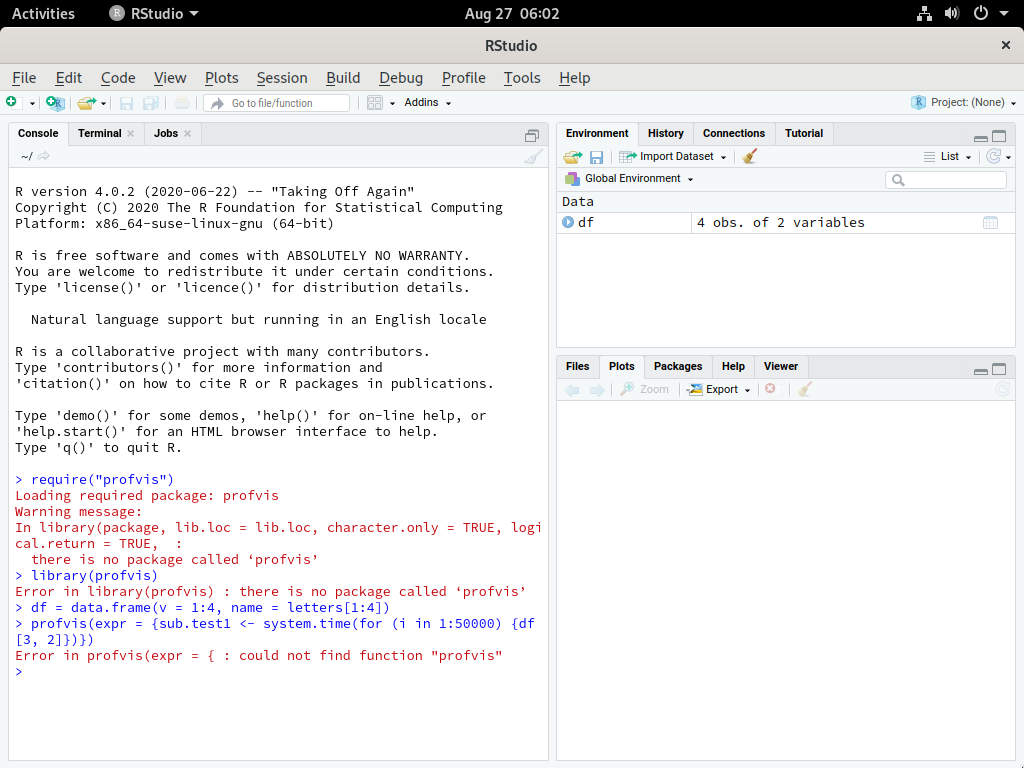 Activities RStudio Aug 27 06:02
RStudio
File Edit Code View Plots Session Build Debug Profile Tools Help
Go to file/function Addins Project: (None)
Console Terminal Jobs
~/
R version 4.0.2 (2020-06-22) -- "Taking Off Again"
Copyright (C) 2020 The R Foundation for Statistical Computing
Platform: x86_64-suse-linux-gnu (64-bit)
R is free software and comes with ABSOLUTELY NO WARRANTY.
You are welcome to redistribute it under certain conditions.
Type 'license()' or 'licence()' for distribution details.
Natural language support but running in an English locale
R is a collaborative project with many contributors.
Type 'contributors()' for more information and
'citation()' on how to cite R or R packages in publications.
Type 'demo()' for some demos, 'help()' for on-line help, or
'help.start()' for an HTML browser interface to help.
Type 'q()' to quit R.
> require("profvis")
Loading required package: profvis
Warning message:
In library(package, lib.loc = lib.loc, character.only = TRUE, logi
cal.return = TRUE,  :
there is no package called ‘profvis’
> library(profvis)
Error in library(profvis) : there is no package called ‘profvis’
> df = data.frame(v = 1:4, name = letters[1:4])
> profvis(expr = {sub.test1 <- system.time(for (i in 1:50000) {df
[3, 2]})})
Error in profvis(expr = { : could not find function "profvis"
>
Environment History Connections Tutorial
Import Dataset List
Global Environment
Data
df 4 obs. of 2 variables
Files Plots Packages Help Viewer
Zoom Export